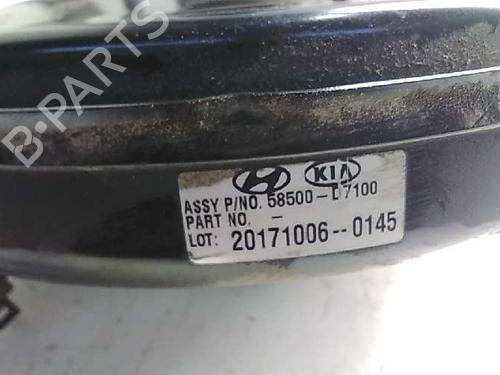 B-PARTS
KIA
ASSY P/NO. 58500-D7100
PART NO. -
LOT: 20171006--0145